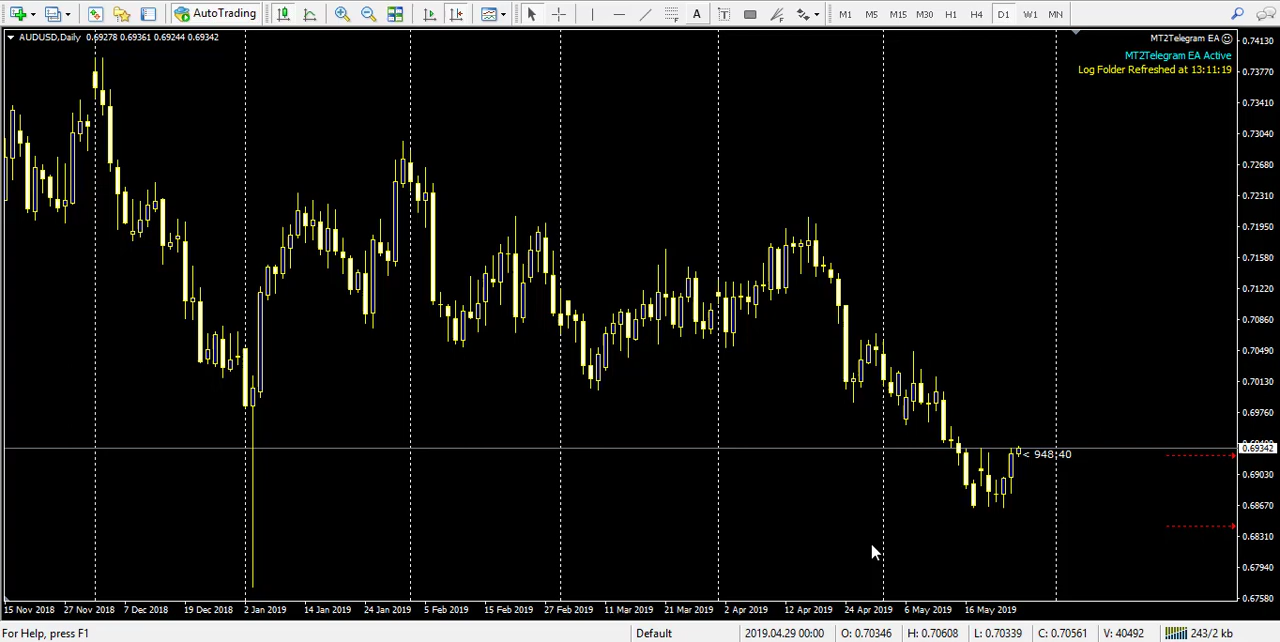 AutoTrading A T M1 M5 M15 M30 H1 H4 D1 W1 MN
AUDUSD,Daily 0.69278 0.69361 0.69244 0.69342
MT2Telegram EA
MT2Telegram EA Active
Log Folder Refreshed at 13:11:19
0.74130
0.73770
0.73410
0.73040
0.72680
0.72310
0.71950
0.71580
0.71220
0.70860
0.70490
0.70130
0.69760
0.69342
< 948:40
0.69030
0.68670
0.68310
0.67940
0.67580
15 Nov 2018 27 Nov 2018 7 Dec 2018 19 Dec 2018 2 Jan 2019 14 Jan 2019 24 Jan 2019 5 Feb 2019 15 Feb 2019 27 Feb 2019 11 Mar 2019 21 Mar 2019 2 Apr 2019 12 Apr 2019 24 Apr 2019 6 May 2019 16 May 2019
For Help, press F1 Default 2019.04.29 00:00 O: 0.70346 H: 0.70608 L: 0.70339 C: 0.70561 V: 40492 243/2 kb